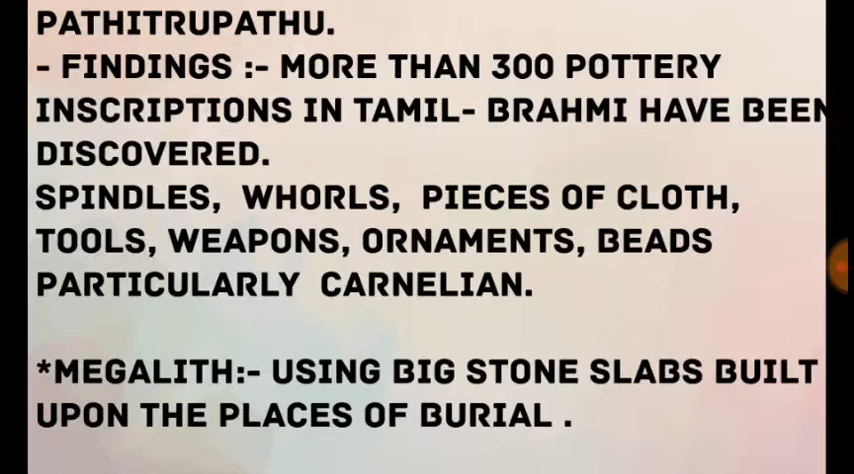 PATHITRUPATHU.
- FINDINGS :- MORE THAN 300 POTTERY
INSCRIPTIONS IN TAMIL- BRAHMI HAVE BEEN
DISCOVERED.
SPINDLES, WHORLS, PIECES OF CLOTH,
TOOLS, WEAPONS, ORNAMENTS, BEADS
PARTICULARLY CARNELIAN.
*MEGALITH:- USING BIG STONE SLABS BUILT
UPON THE PLACES OF BURIAL .